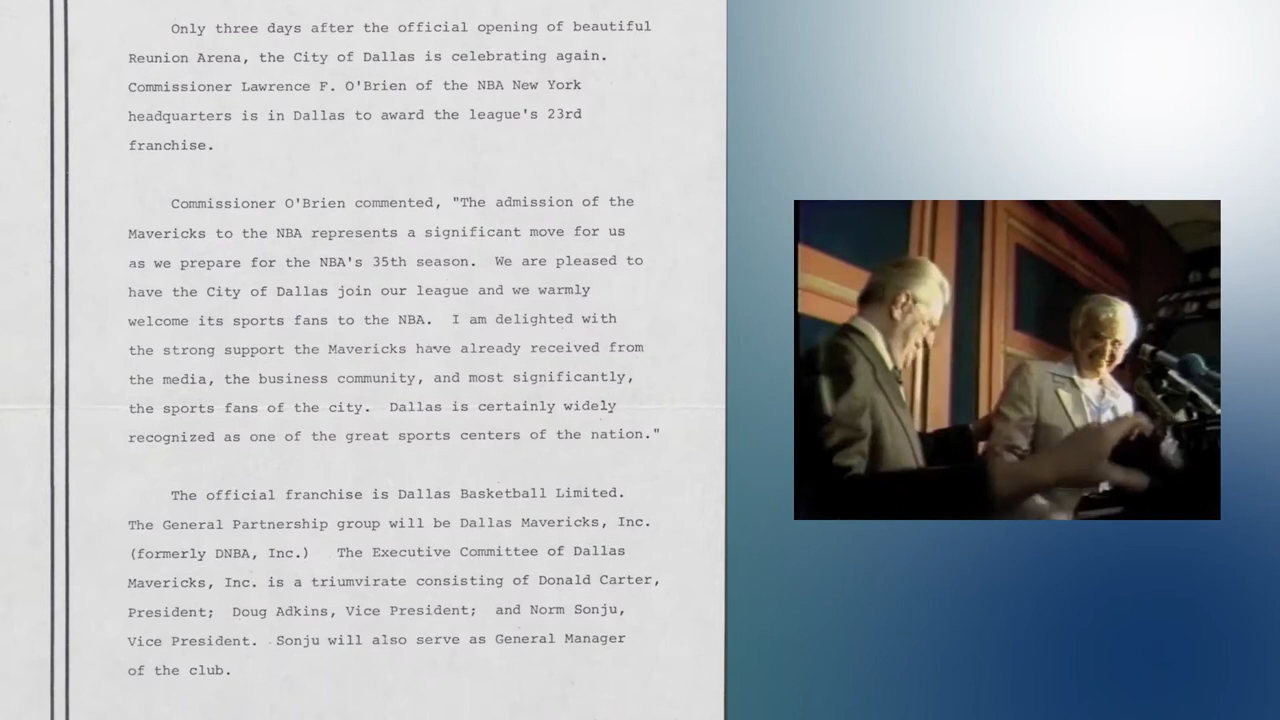 Only three days after the official opening of beautiful
Reunion Arena, the City of Dallas is celebrating again.
Commissioner Lawrence F. O'Brien of the NBA New York
headquarters is in Dallas to award the league's 23rd
franchise.
Commissioner O'Brien commented, "The admission of the
Mavericks to the NBA represents a significant move for us
as we prepare for the NBA's 35th season. We are pleased to
have the City of Dallas join our league and we warmly
welcome its sports fans to the NBA. I am delighted with
the strong support the Mavericks have already received from
the media, the business community, and most significantly,
the sports fans of the city. Dallas is certainly widely
recognized as one of the great sports centers of the nation."
The official franchise is Dallas Basketball Limited.
The General Partnership group will be Dallas Mavericks, Inc.
(formerly DNBA, Inc.) The Executive Committee of Dallas
Mavericks, Inc. is a triumvirate consisting of Donald Carter,
President; Doug Adkins, Vice President; and Norm Sonju,
Vice President. Sonju will also serve as General Manager
of the club.